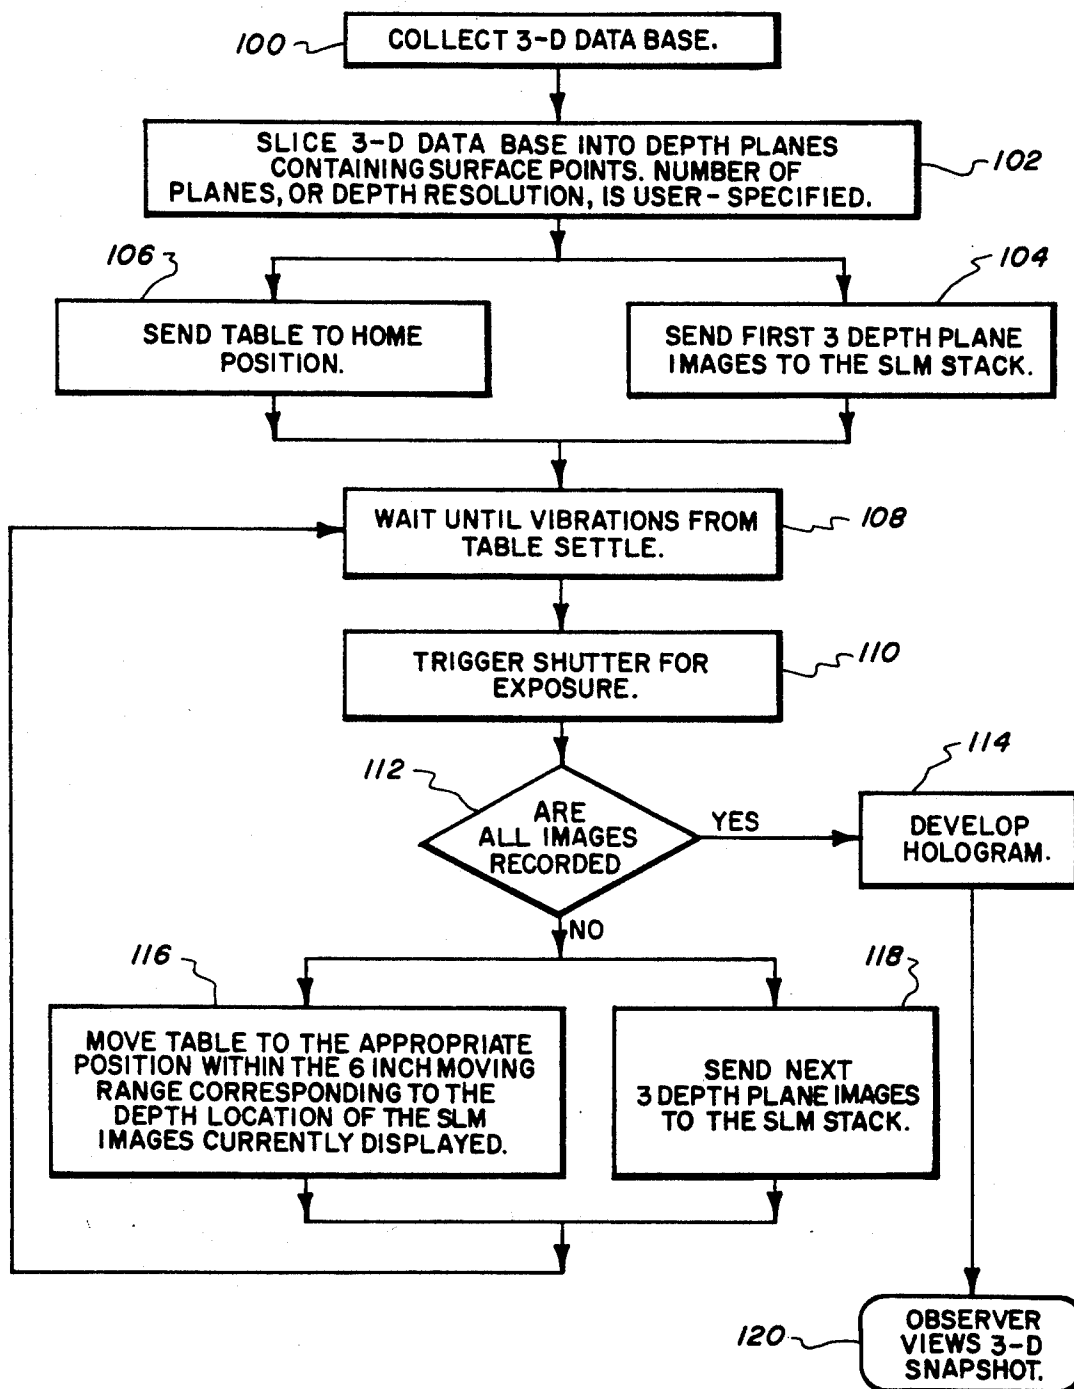 100
COLLECT 3-D DATA BASE.
SLICE 3-D DATA BASE INTO DEPTH PLANES
CONTAINING SURFACE POINTS. NUMBER OF
PLANES, OR DEPTH RESOLUTION, IS USER-SPECIFIED.
102
106
104
SEND TABLE TO HOME
POSITION.
SEND FIRST 3 DEPTH PLANE
IMAGES TO THE SLM STACK.
WAIT UNTIL VIBRATIONS FROM
TABLE SETTLE.
108
TRIGGER SHUTTER FOR
EXPOSURE.
110
112
ARE
ALL IMAGES
RECORDED
YES
114
DEVELOP
HOLOGRAM.
NO
116
118
MOVE TABLE TO THE APPROPRIATE
POSITION WITHIN THE 6 INCH MOVING
RANGE CORRESPONDING TO THE
DEPTH LOCATION OF THE SLM
IMAGES CURRENTLY DISPLAYED.
SEND NEXT
3 DEPTH PLANE IMAGES
TO THE SLM STACK.
120
OBSERVER
VIEWS 3-D
SNAPSHOT.